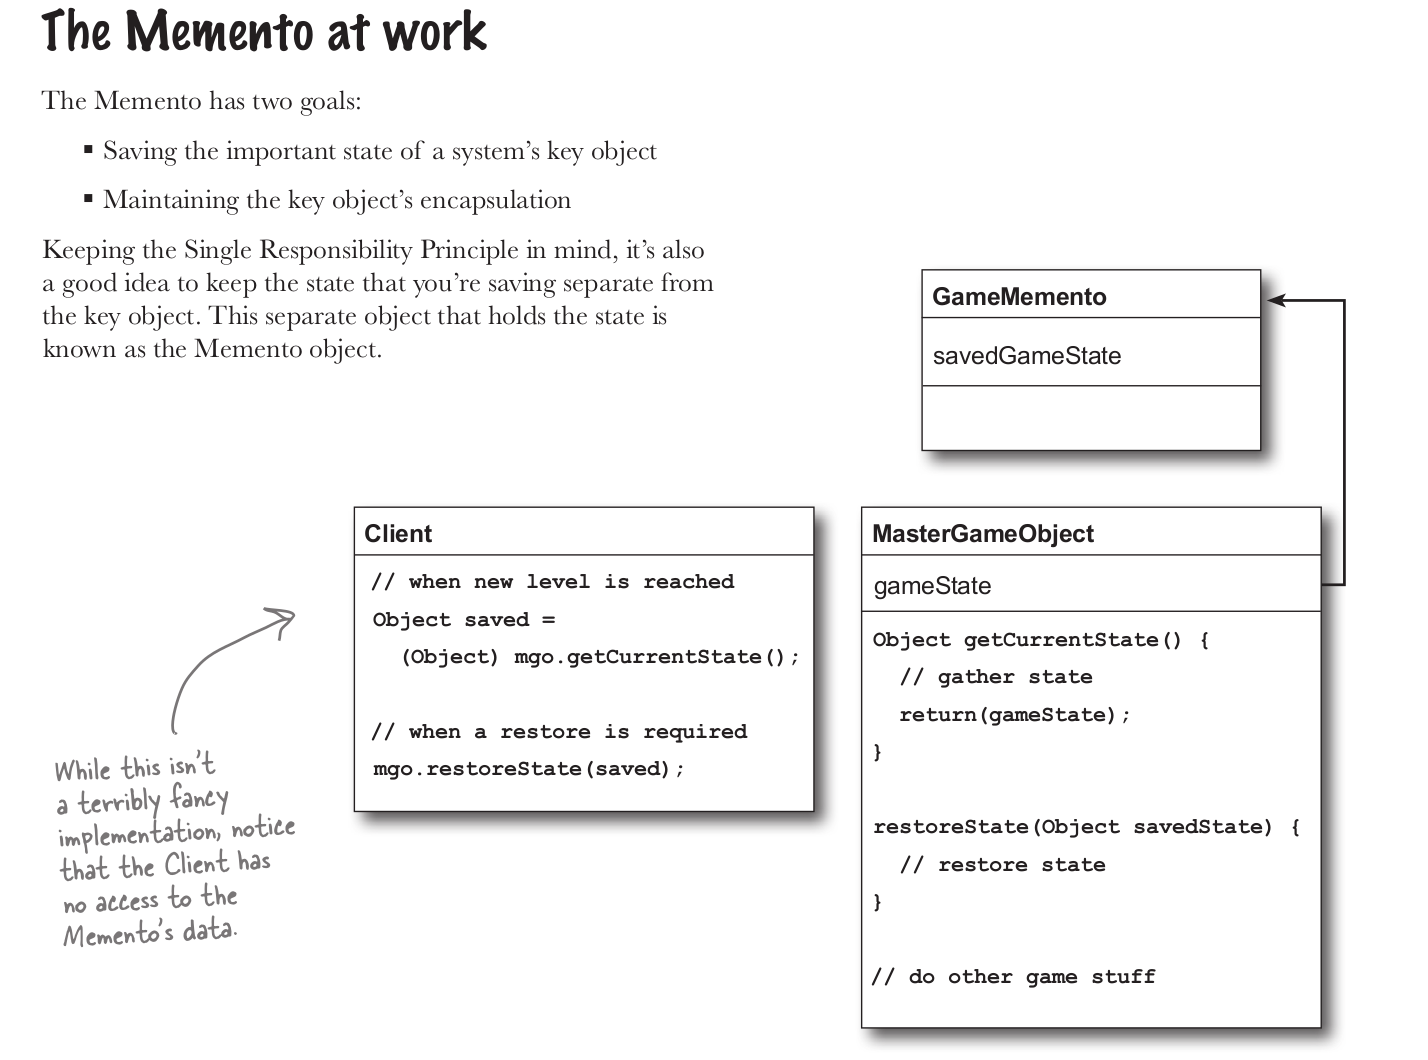 The Memento at work
The Memento has two goals:
▪ Saving the important state of a system’s key object
▪ Maintaining the key object’s encapsulation
Keeping the Single Responsibility Principle in mind, it’s also
a good idea to keep the state that you’re saving separate from
the key object. This separate object that holds the state is
known as the Memento object.
GameMemento
savedGameState
Client
// when new level is reached
Object saved =
(Object) mgo.getCurrentState();
// when a restore is required
mgo.restoreState(saved);
MasterGameObject
gameState
Object getCurrentState() {
// gather state
return(gameState);
}
restoreState(Object savedState) {
// restore state
}
// do other game stuff
While this isn’t
a terribly fancy
implementation, notice
that the Client has
no access to the
Memento’s data.